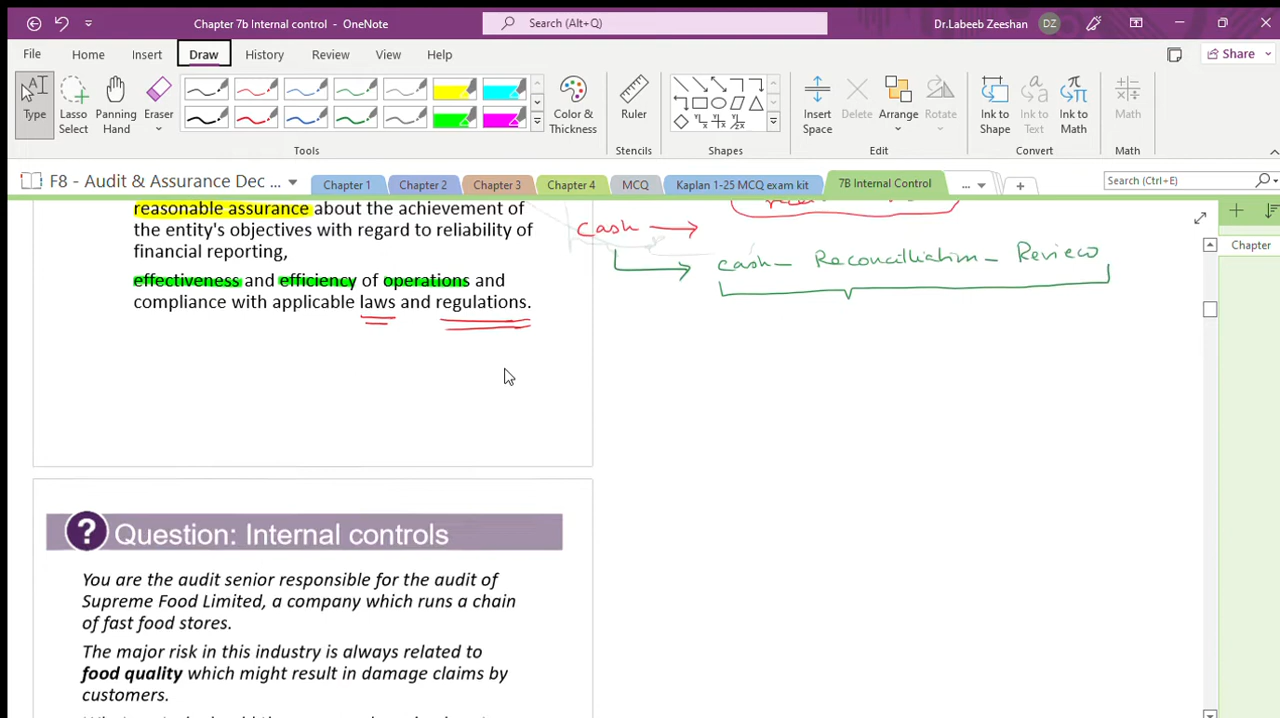 Chapter 7b Internal control - OneNote
Search (Alt+Q)
Dr.Labeeb Zeeshan
DZ
File
Home
Insert
Draw
History
Review
View
Help
Share
Type
Lasso Select
Panning Hand
Eraser
Color & Thickness
Ruler
Insert Space
Delete
Arrange
Rotate
Ink to Shape
Ink to Text
Ink to Math
Math
Tools
Stencils
Shapes
Edit
Convert
Math
F8 - Audit & Assurance Dec ...
Chapter 1
Chapter 2
Chapter 3
Chapter 4
MCQ
Kaplan 1-25 MCQ exam kit
7B Internal Control
...
Search (Ctrl+E)
Chapter
reasonable assurance about the achievement of
the entity's objectives with regard to reliability of
financial reporting,
effectiveness and efficiency of operations and
compliance with applicable laws and regulations.
cash
cash - Reconcilliation - Review
? Question: Internal controls
You are the audit senior responsible for the audit of
Supreme Food Limited, a company which runs a chain
of fast food stores.
The major risk in this industry is always related to
food quality which might result in damage claims by
customers.